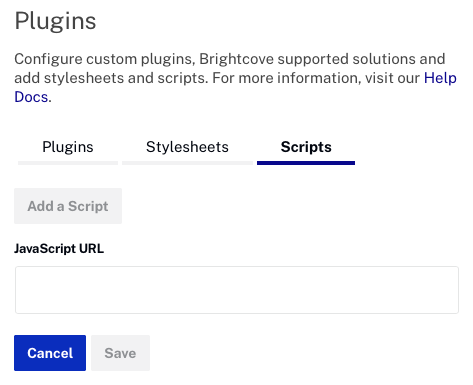 Plugins
Configure custom plugins, Brightcove supported solutions and
add stylesheets and scripts. For more information, visit our Help
Docs.
Plugins Stylesheets Scripts
Add a Script
JavaScript URL
Cancel Save